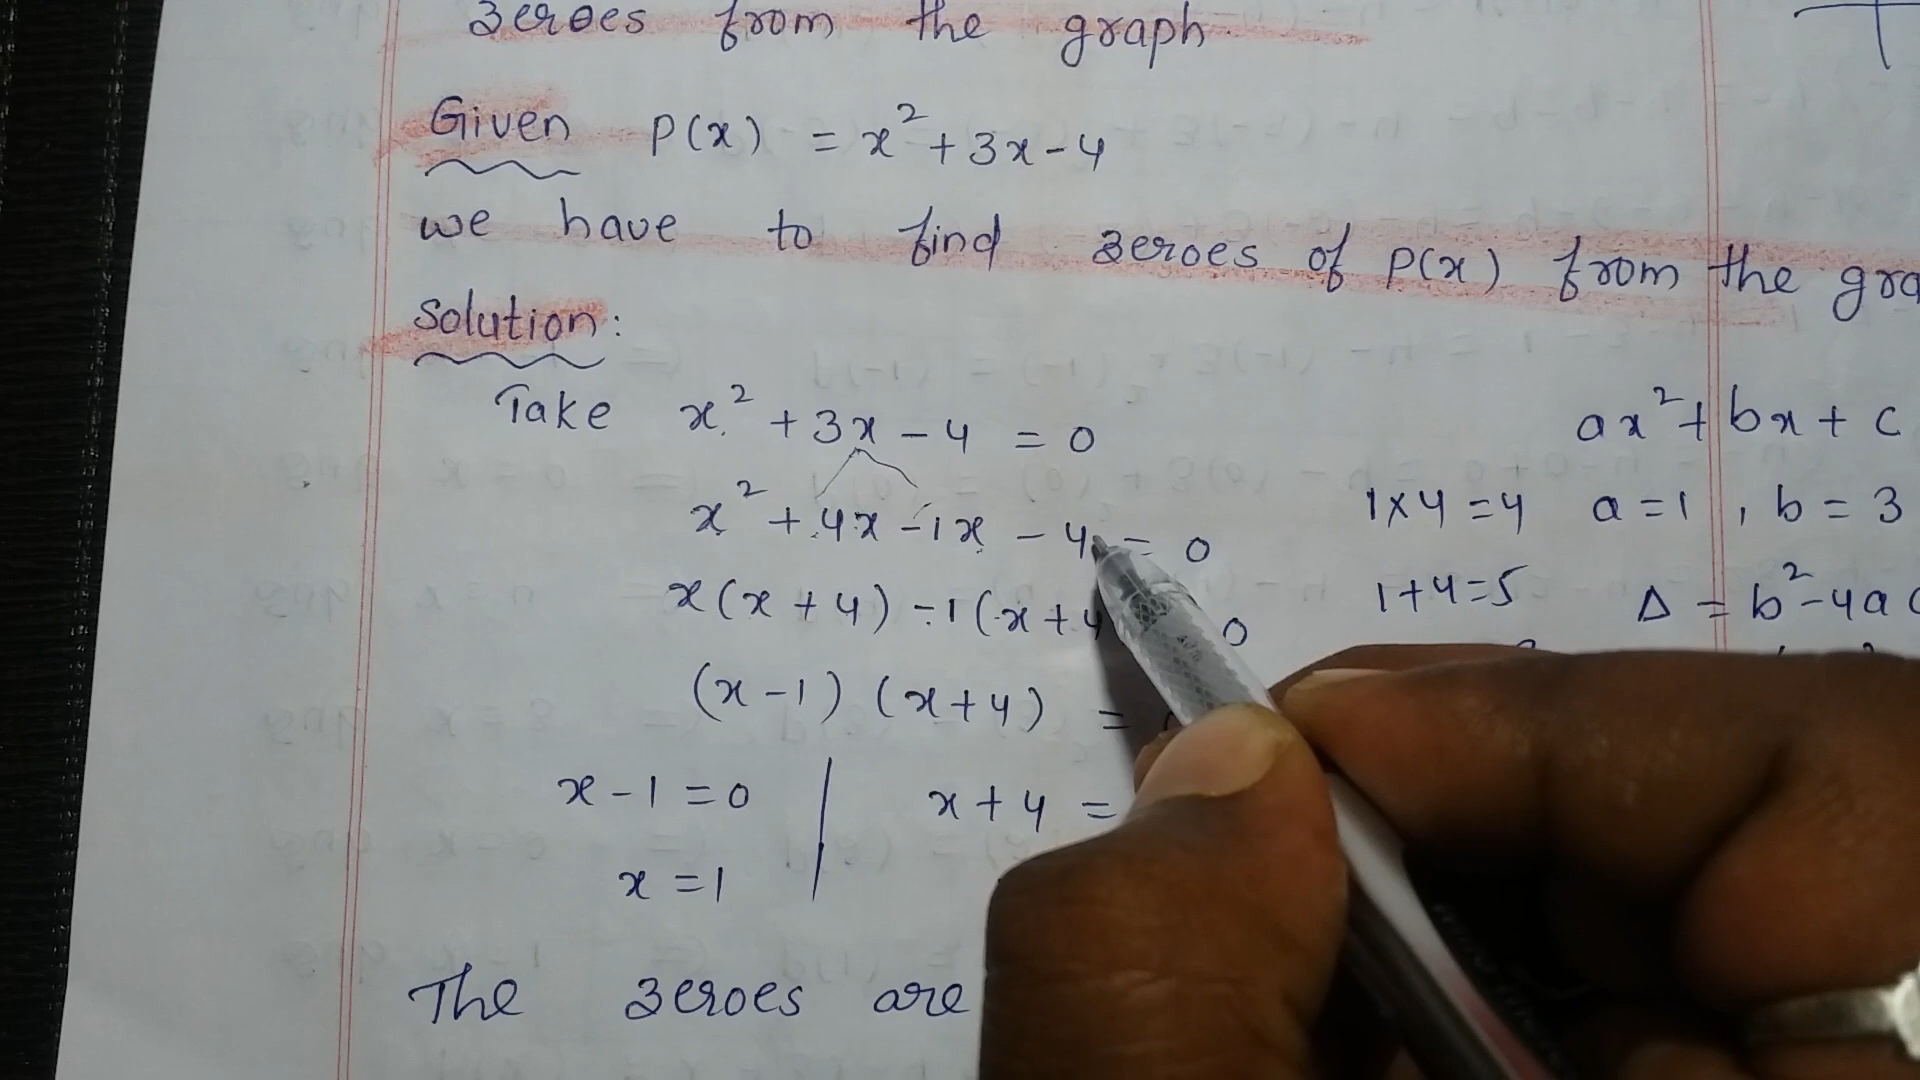 zeroes from the graph
Given P(x) = x² + 3x - 4
we have to find zeroes of P(x) from the
Solution:
Take x² + 3x - 4 = 0
x² + 4x - 1x - 4 = 0
x(x + 4) - 1(x + 4 0
(x - 1) (x + 4) =
x - 1 = 0 x + 4 =
x = 1
The zeroes are
ax² + bx + c
1 x 4 = 4 a = 1 , b = 3
1 + 4 = 5 Δ = b² - 4a